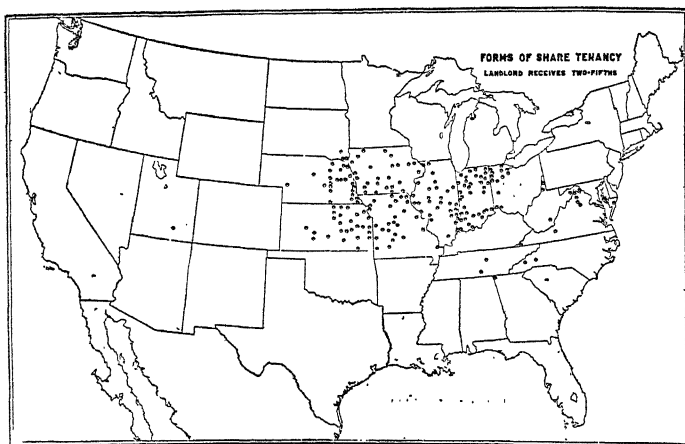 FORMS OF SHARE TENANCY
LANDLORD RECEIVES TWO-FIFTHS